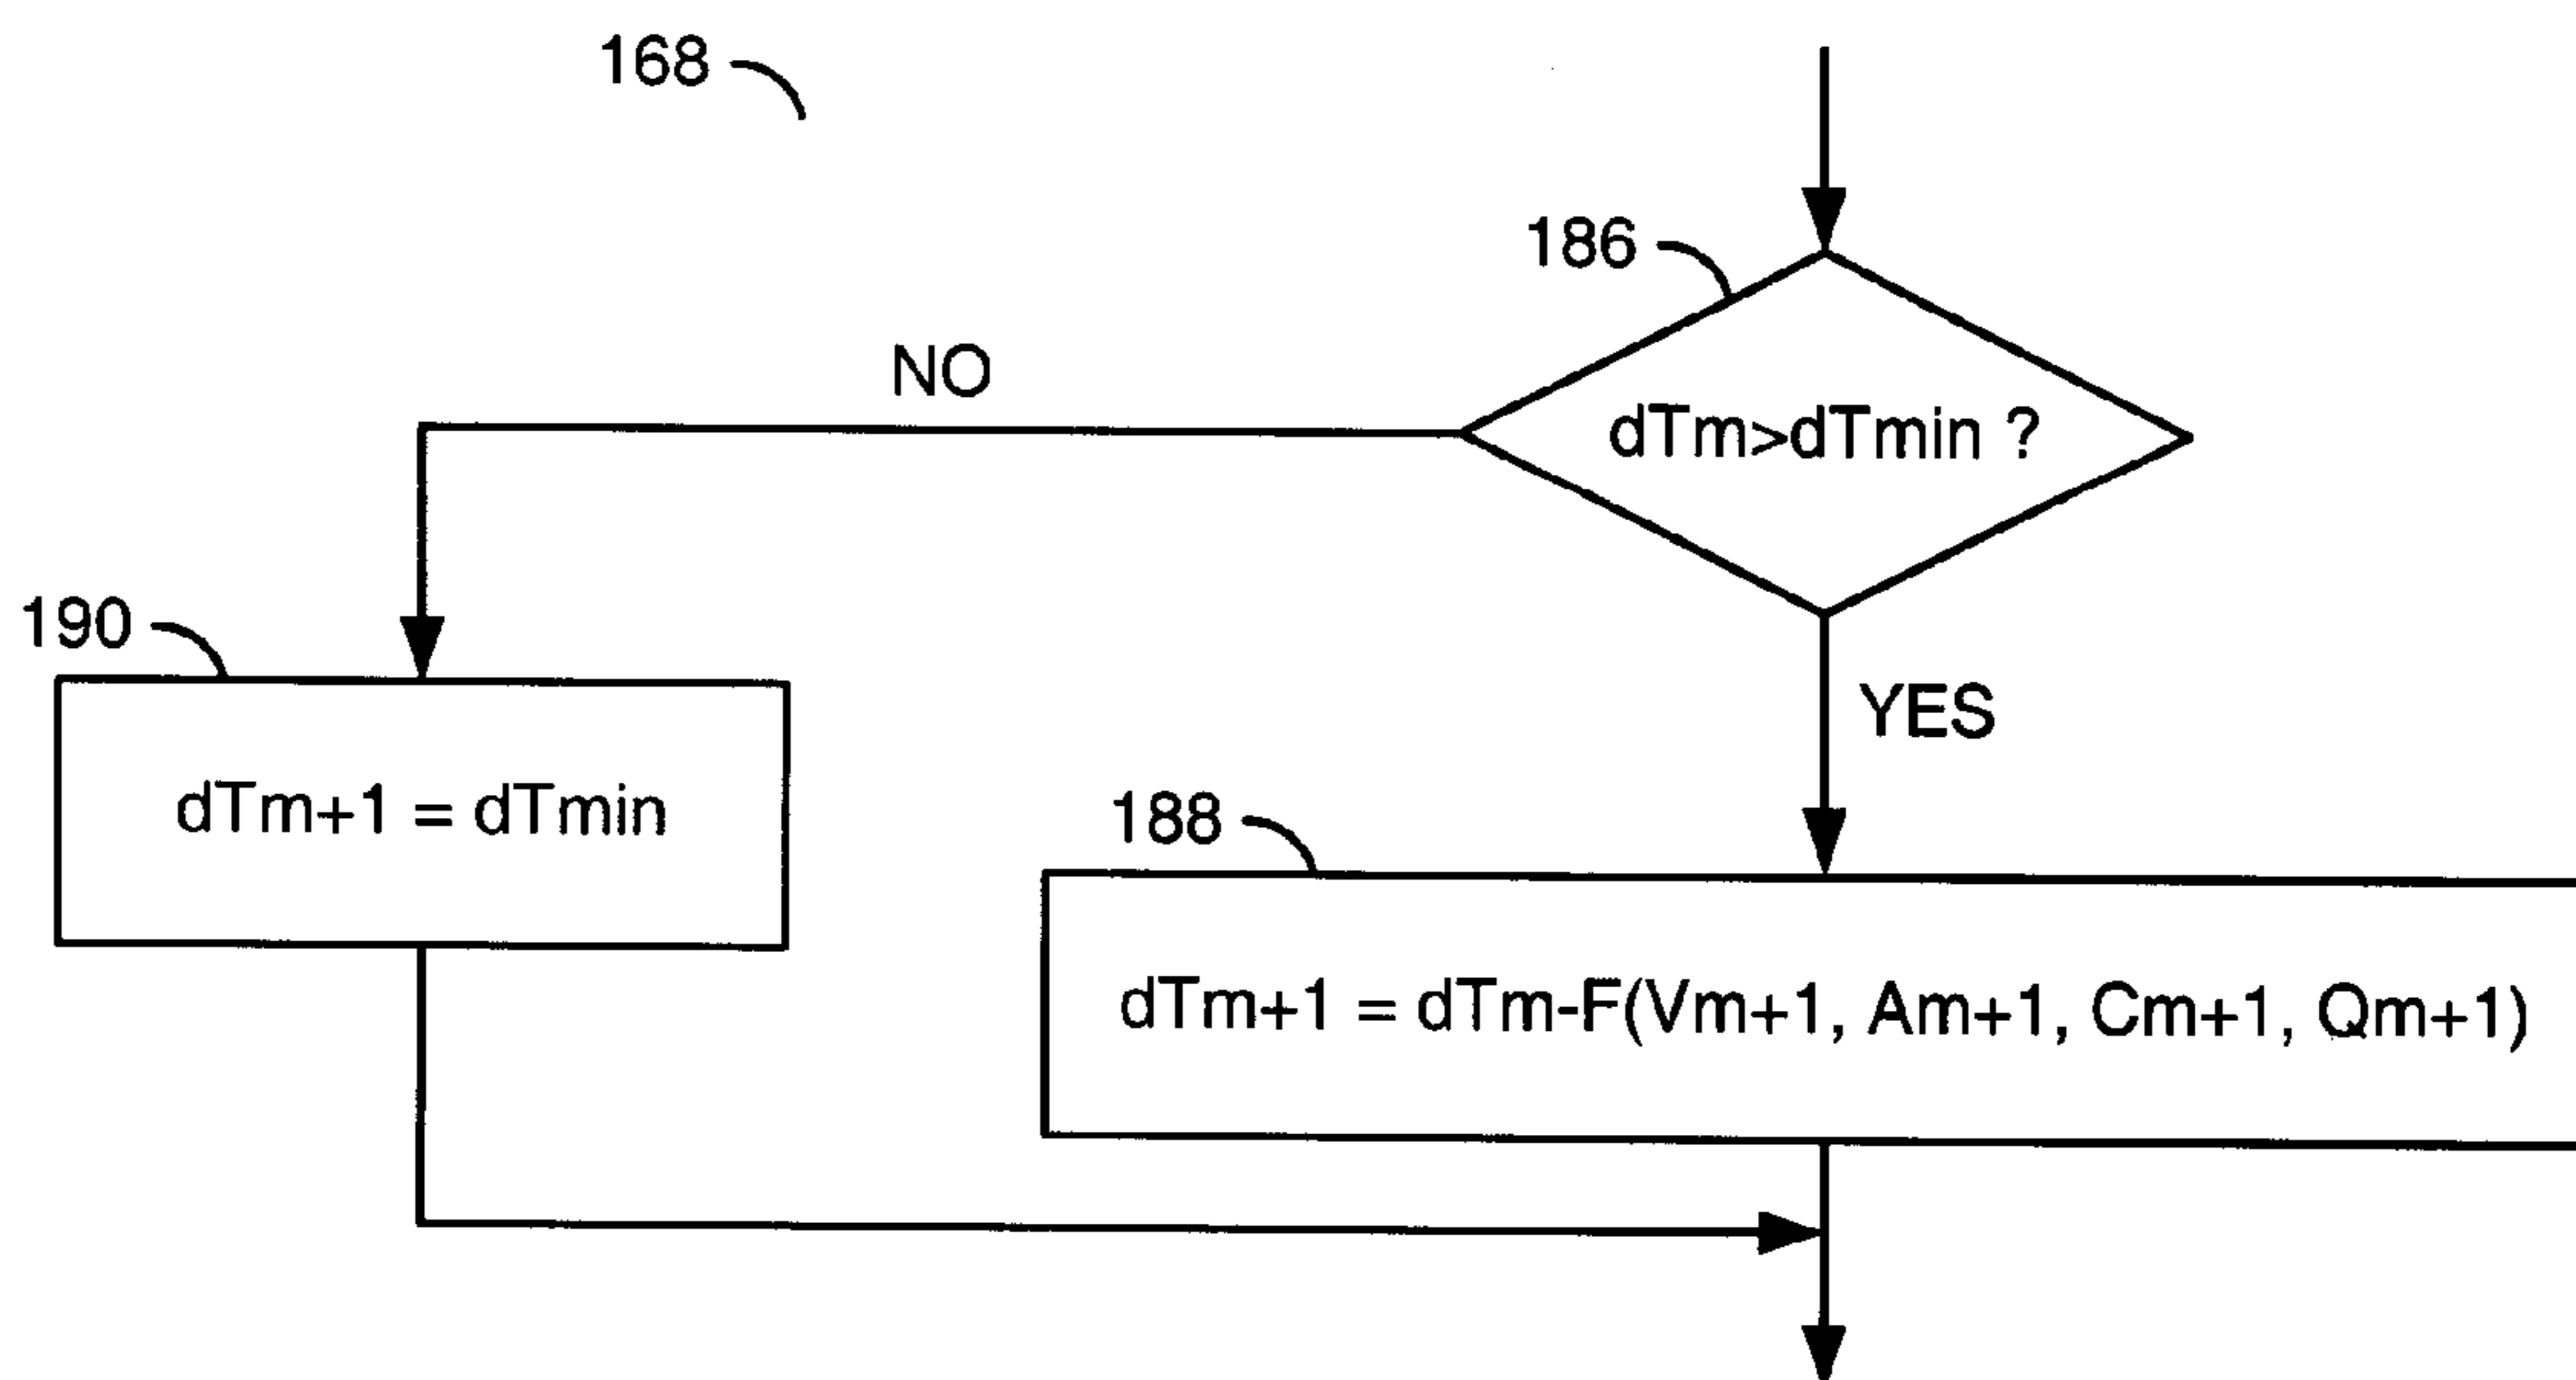 168
186
NO
dTm>dTmin ?
190
YES
dTm+1 = dTmin
188
dTm+1 = dTm-F(Vm+1, Am+1, Cm+1, Qm+1)